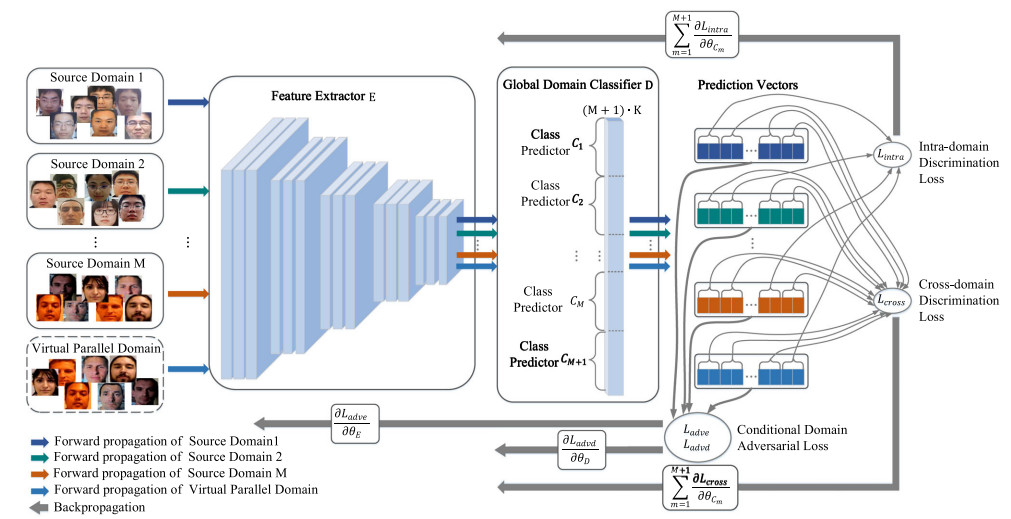 Source Domain 1
Source Domain 2
⋮
Source Domain M
Virtual Parallel Domain
⋮
Feature Extractor E
⋮
Global Domain Classifier D
(M + 1) · K
Class
Predictor C_1
Class
Predictor C_2
⋮ ⋮
Class
Predictor C_M
Class
Predictor C_{M+1}
⋮
Prediction Vectors
...
...
⋮
...
...
\sum_{m=1}^{M+1} \frac{\partial L_{intra}}{\partial \theta_{C_m}}
L_{intra}
Intra-domain
Discrimination
Loss
L_{cross}
Cross-domain
Discrimination
Loss
L_{adve}
L_{advd}
Conditional Domain
Adversarial Loss
\frac{\partial L_{adve}}{\partial \theta_E}
\frac{\partial L_{advd}}{\partial \theta_D}
\sum_{m=1}^{M+1} \frac{\partial L_{cross}}{\partial \theta_{C_m}}
Forward propagation of Source Domain1
Forward propagation of Source Domain 2
Forward propagation of Source Domain M
Forward propagation of Virtual Parallel Domain
Backpropagation